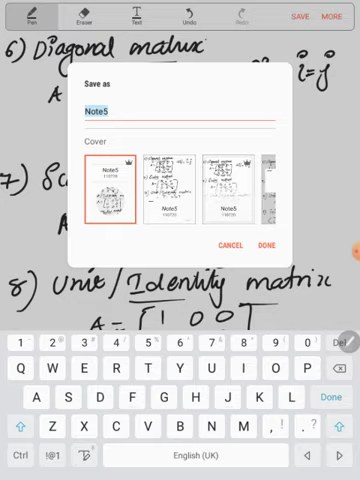 Pen Eraser Text Undo Redo SAVE MORE...
6) Diagonal matrix
i=j
A
Save as
Note5
Cover
Note5
Note5
Note5
CANCEL DONE
7)
A
8) Unit/Identity matrix
A = [1 0 0]
1 2 3 4 5 6 7 8 9 0 Del
Q W E R T Y U I O P
A S D F G H J K L Done
Z X C V B N M , ! . ?
Ctrl !@1 English (UK)